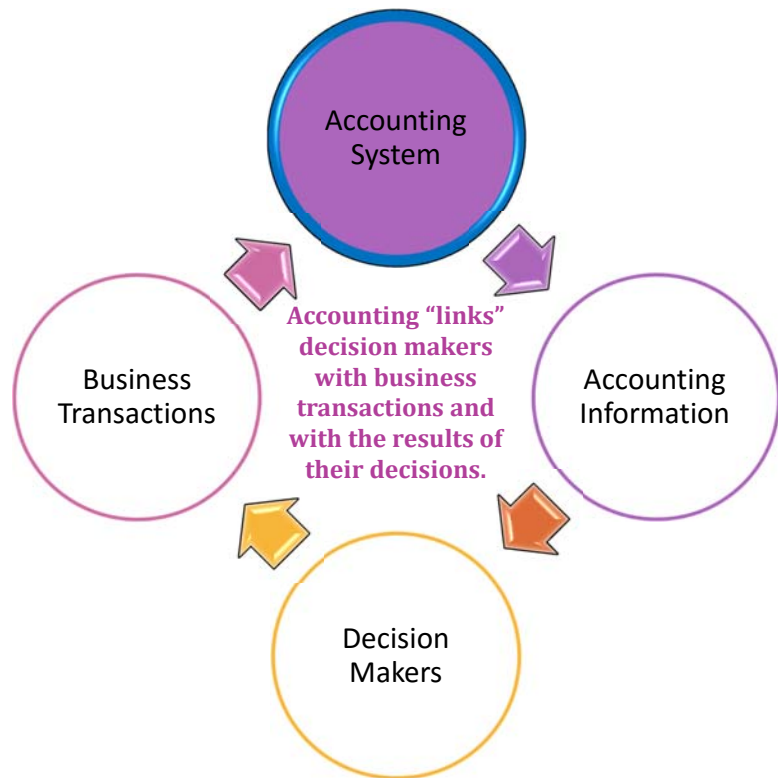 Accounting
System
Accounting “links”
decision makers
with business
transactions and
with the results of
their decisions.
Business
Transactions
Accounting
Information
Decision
Makers